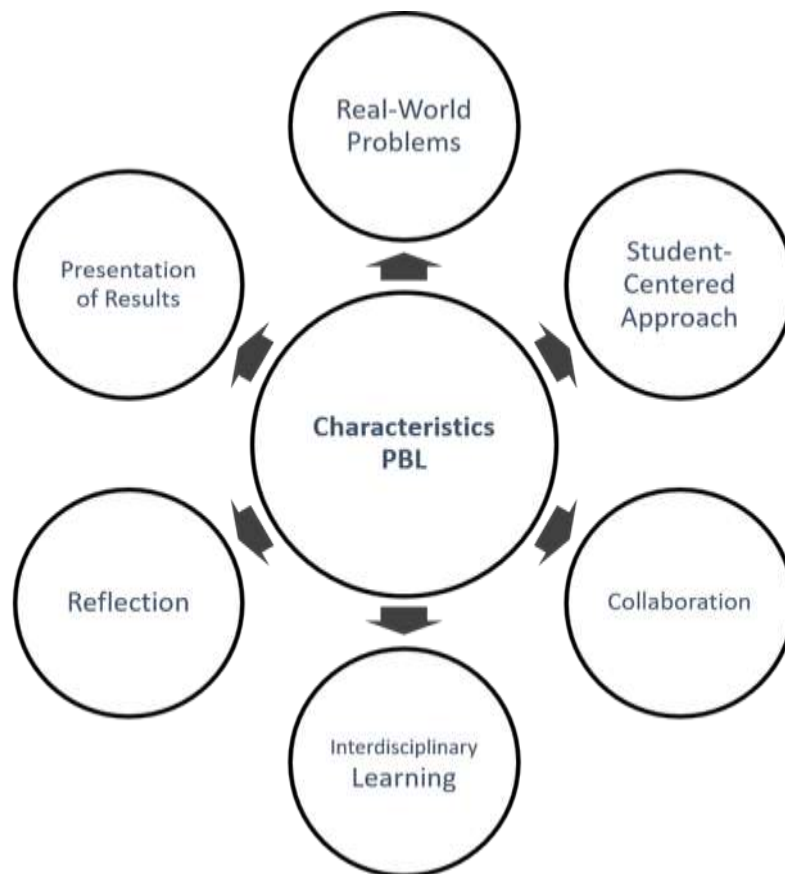 Real-World
Problems
Presentation
of Results
Student-
Centered
Approach
Characteristics
PBL
Reflection
Collaboration
Interdisciplinary
Learning